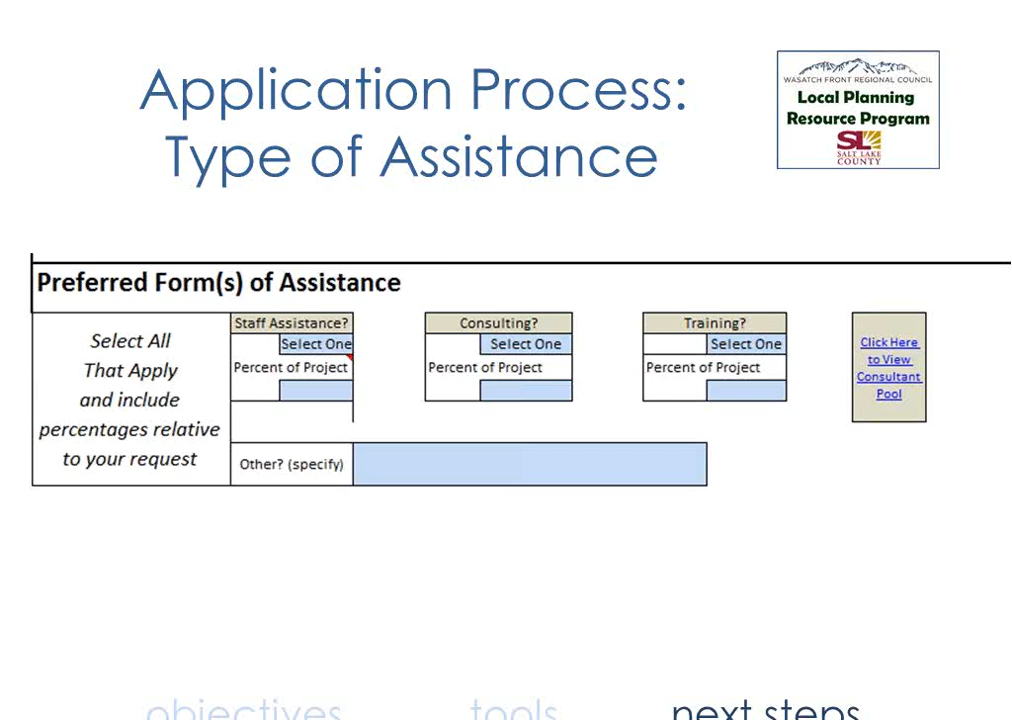 Application Process:
Type of Assistance
WASATCH FRONT REGIONAL COUNCIL
Local Planning
Resource Program
SL
SALT LAKE
COUNTY
Preferred Form(s) of Assistance
Select All
That Apply
and include
percentages relative
to your request
Staff Assistance?
Select One
Percent of Project
Consulting?
Select One
Percent of Project
Training?
Select One
Percent of Project
Click Here
to View
Consultant
Pool
Other? (specify)
objectives tools next steps